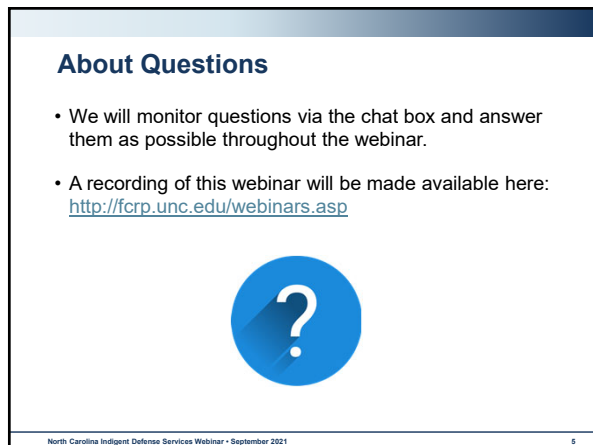 About Questions
• We will monitor questions via the chat box and answer
them as possible throughout the webinar.
• A recording of this webinar will be made available here:
http://fcrp.unc.edu/webinars.asp
?
North Carolina Indigent Defense Services Webinar • September 2021
5